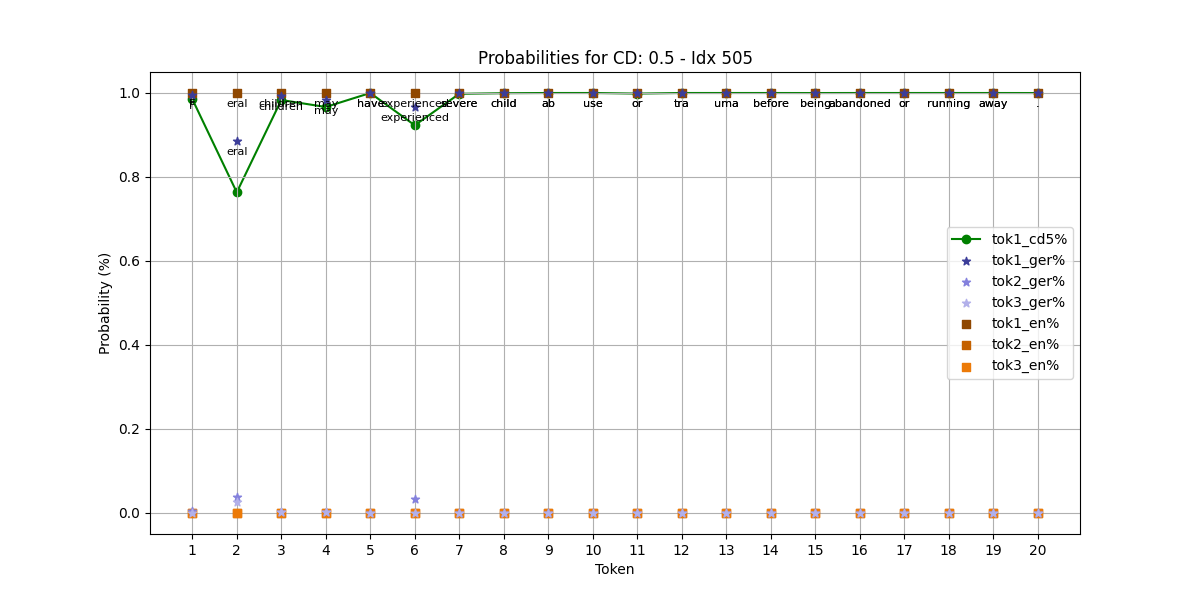 Probabilities for CD: 0.5 - Idx 505
1.0
F eral children may have experienced severe child ab use or tra uma before being abandoned or running away .
eral children may experienced
0.8
0.6
0.4
0.2
0.0
Probability (%)
tok1_cd5%
tok1_ger%
tok2_ger%
tok3_ger%
tok1_en%
tok2_en%
tok3_en%
1 2 3 4 5 6 7 8 9 10 11 12 13 14 15 16 17 18 19 20
Token